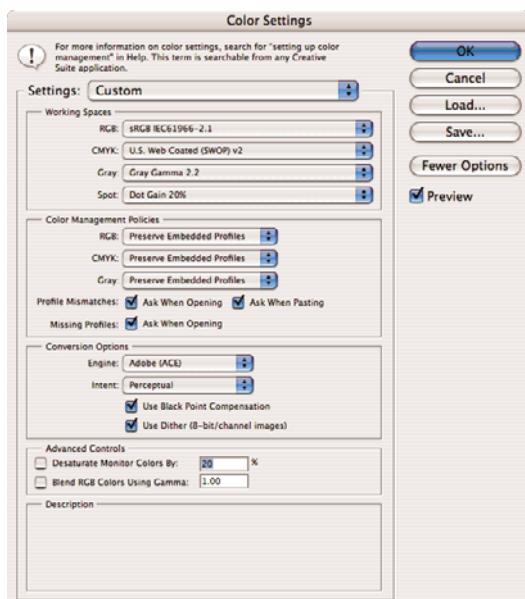 Color Settings
For more information on color settings, search for "setting up color
management" in Help. This term is searchable from any Creative
Suite application.
Settings: Custom
Working Spaces
RGB: sRGB IEC61966-2.1
CMYK: U.S. Web Coated (SWOP) v2
Gray: Gray Gamma 2.2
Spot: Dot Gain 20%
Color Management Policies
RGB: Preserve Embedded Profiles
CMYK: Preserve Embedded Profiles
Gray: Preserve Embedded Profiles
Profile Mismatches: Ask When Opening Ask When Pasting
Missing Profiles: Ask When Opening
Conversion Options
Engine: Adobe (ACE)
Intent: Perceptual
Use Black Point Compensation
Use Dither (8-bit/channel images)
Advanced Controls
Desaturate Monitor Colors By: 20 %
Blend RGB Colors Using Gamma: 1.00
Description
OK
Cancel
Load...
Save...
Fewer Options
Preview